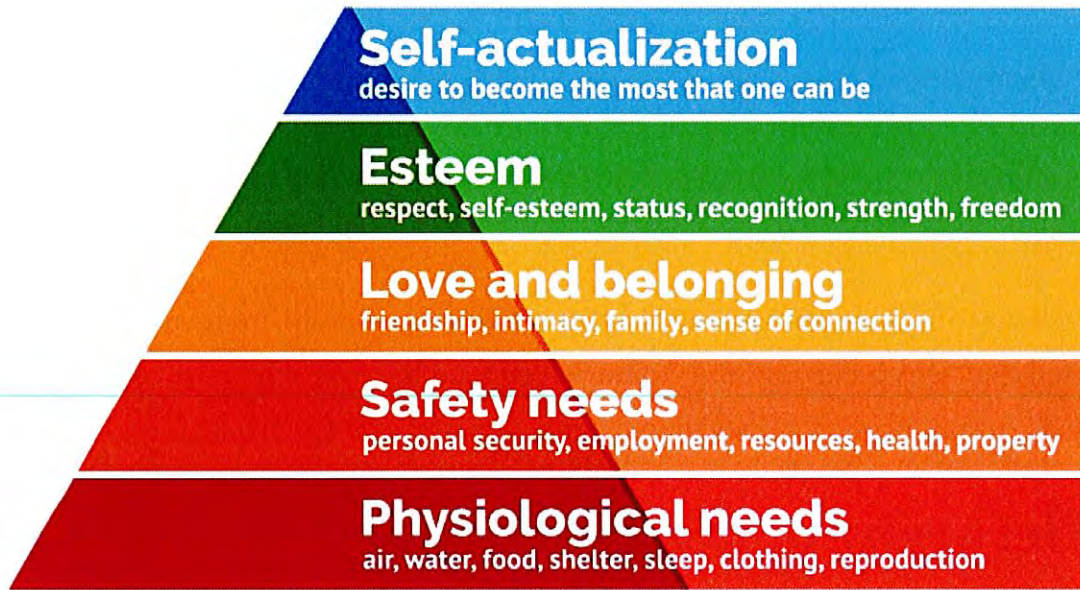 Self-actualization
desire to become the most that one can be
Esteem
respect, self-esteem, status, recognition, strength, freedom
Love and belonging
friendship, intimacy, family, sense of connection
Safety needs
personal security, employment, resources, health, property
Physiological needs
air, water, food, shelter, sleep, clothing, reproduction